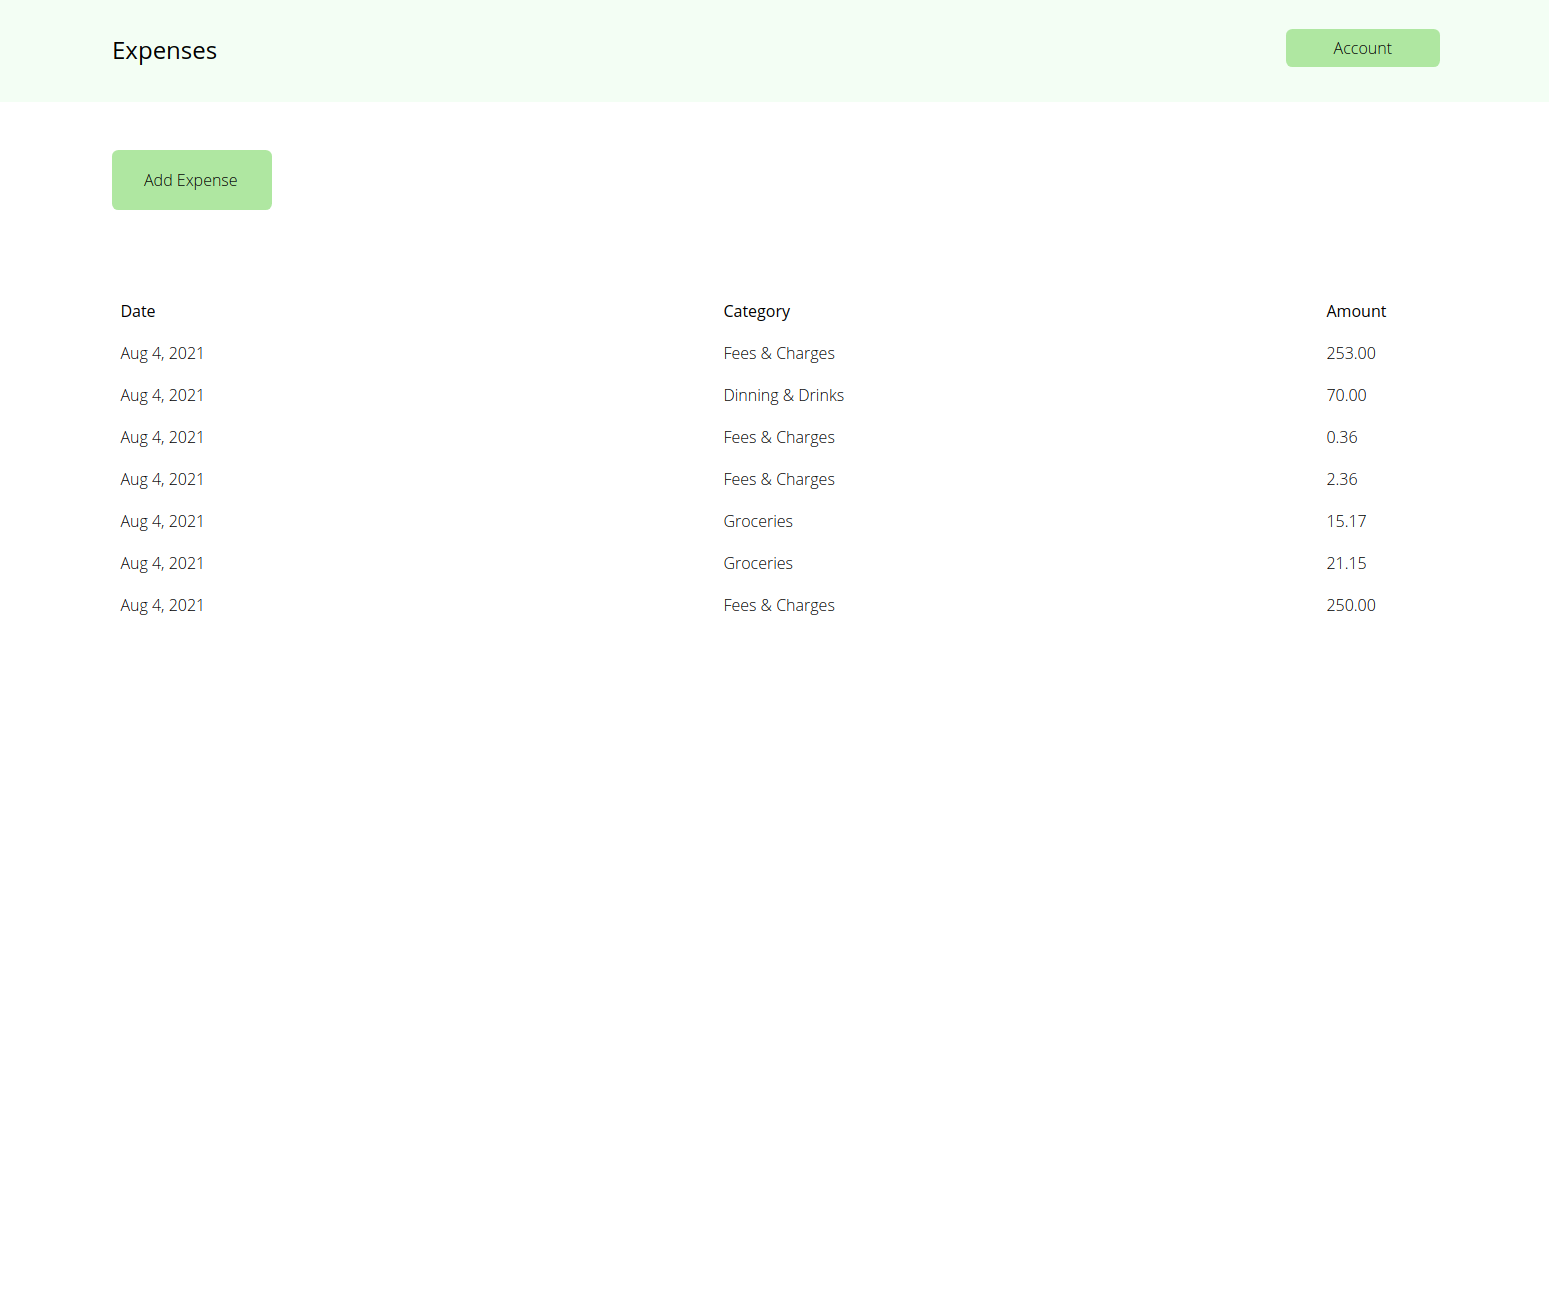 Expenses
Account
Add Expense
Date Category Amount
Aug 4, 2021 Fees & Charges 253.00
Aug 4, 2021 Dinning & Drinks 70.00
Aug 4, 2021 Fees & Charges 0.36
Aug 4, 2021 Fees & Charges 2.36
Aug 4, 2021 Groceries 15.17
Aug 4, 2021 Groceries 21.15
Aug 4, 2021 Fees & Charges 250.00